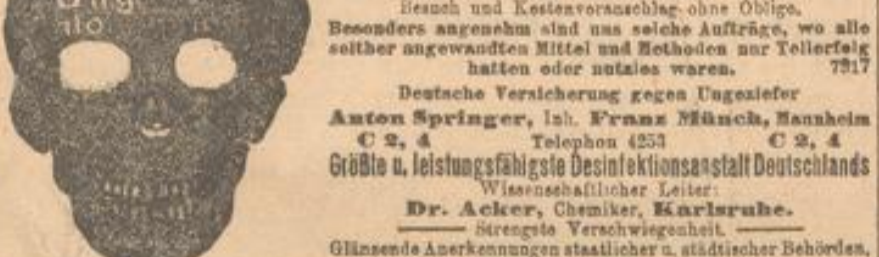 Besuch und Kostenvoranschlag ohne Obligo.
Besonders angenehm sind uns solche Aufträge, wo alle
seither angewandten Mittel und Methoden nur Teilerfolg
hatten oder nutzlos waren. 7917
Deutsche Versicherung gegen Ungeziefer
Anton Springer, Inh. Franz Münch, Mannheim
C 2, 4 Telephon 4253 C 2, 4
Größte u. leistungsfähigste Desinfektionsanstalt Deutschlands
Wissenschaftlicher Leiter:
Dr. Acker, Chemiker, Karlsruhe.
Strengste Verschwiegenheit.
Glänzende Anerkennungen staatlicher u. städtischer Behörden.